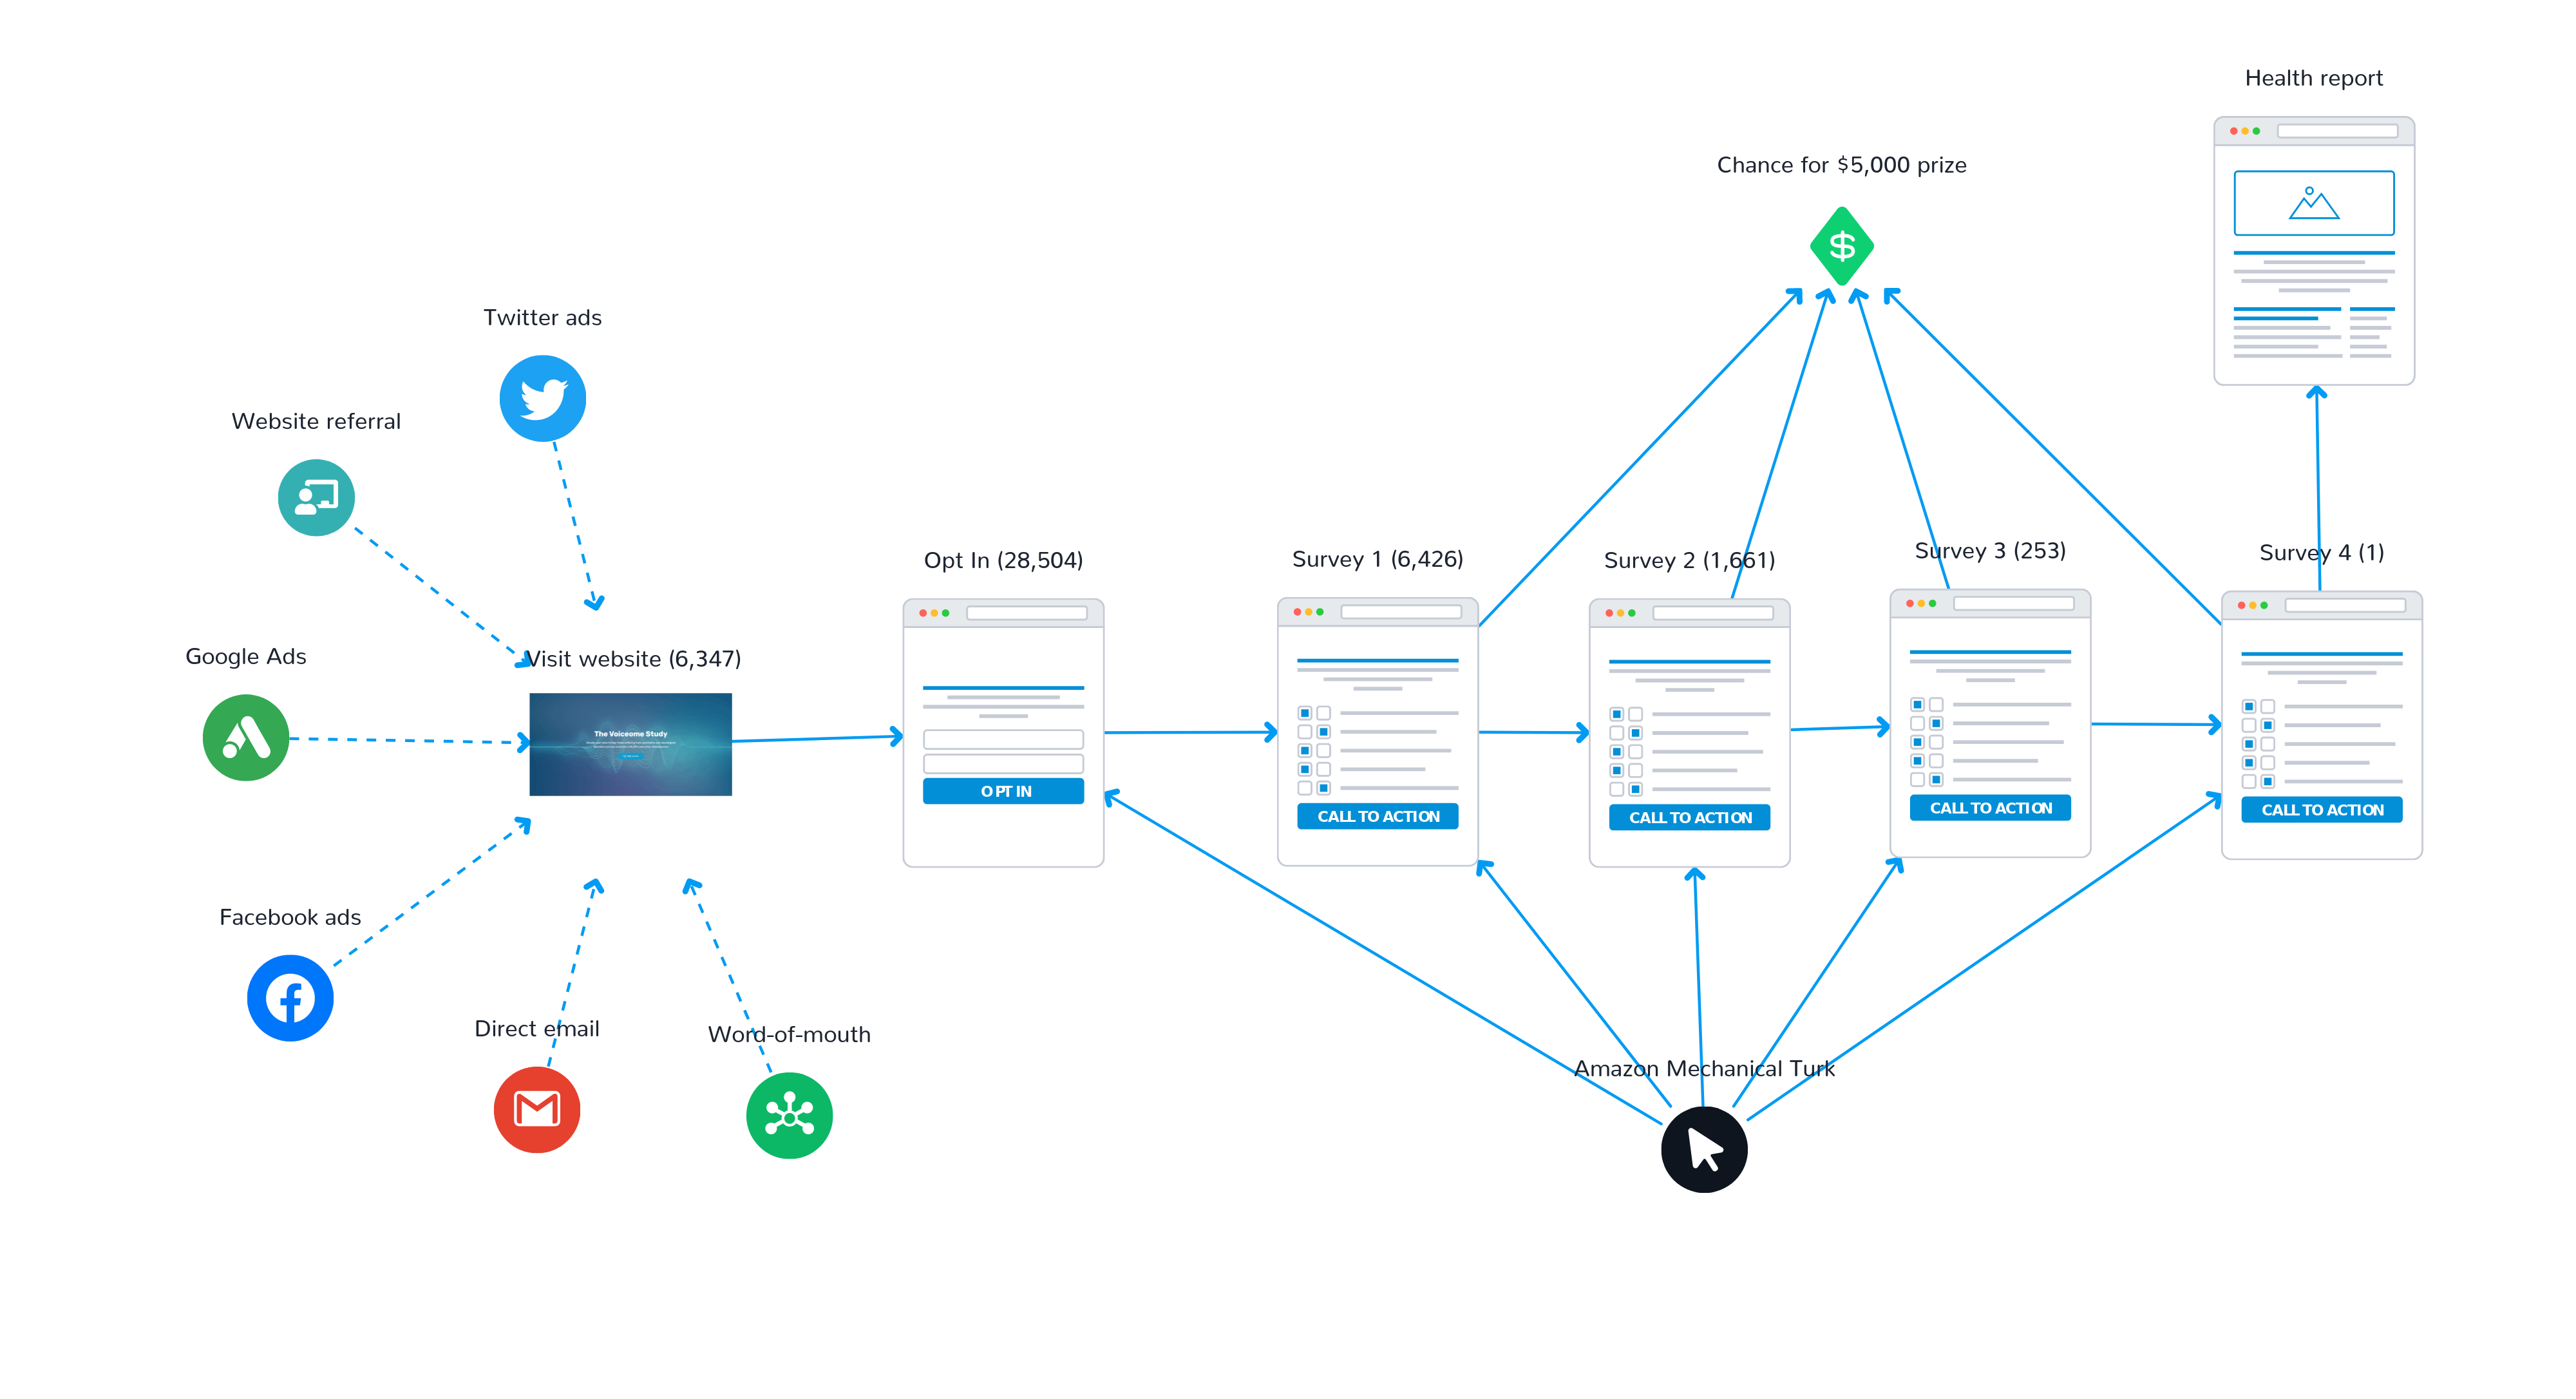 Health report
Chance for $5,000 prize
Twitter ads
Website referral
Survey 3 (253)
Survey 4 (1)
Opt In (28,504)
Survey 1 (6,426)
Survey 2 (1,661)
Google Ads
Visit website (6,347)
The Voiceome Study
OPT IN
CALL TO ACTION
CALL TO ACTION
CALL TO ACTION
CALL TO ACTION
Facebook ads
Direct email
Word-of-mouth
Amazon Mechanical Turk